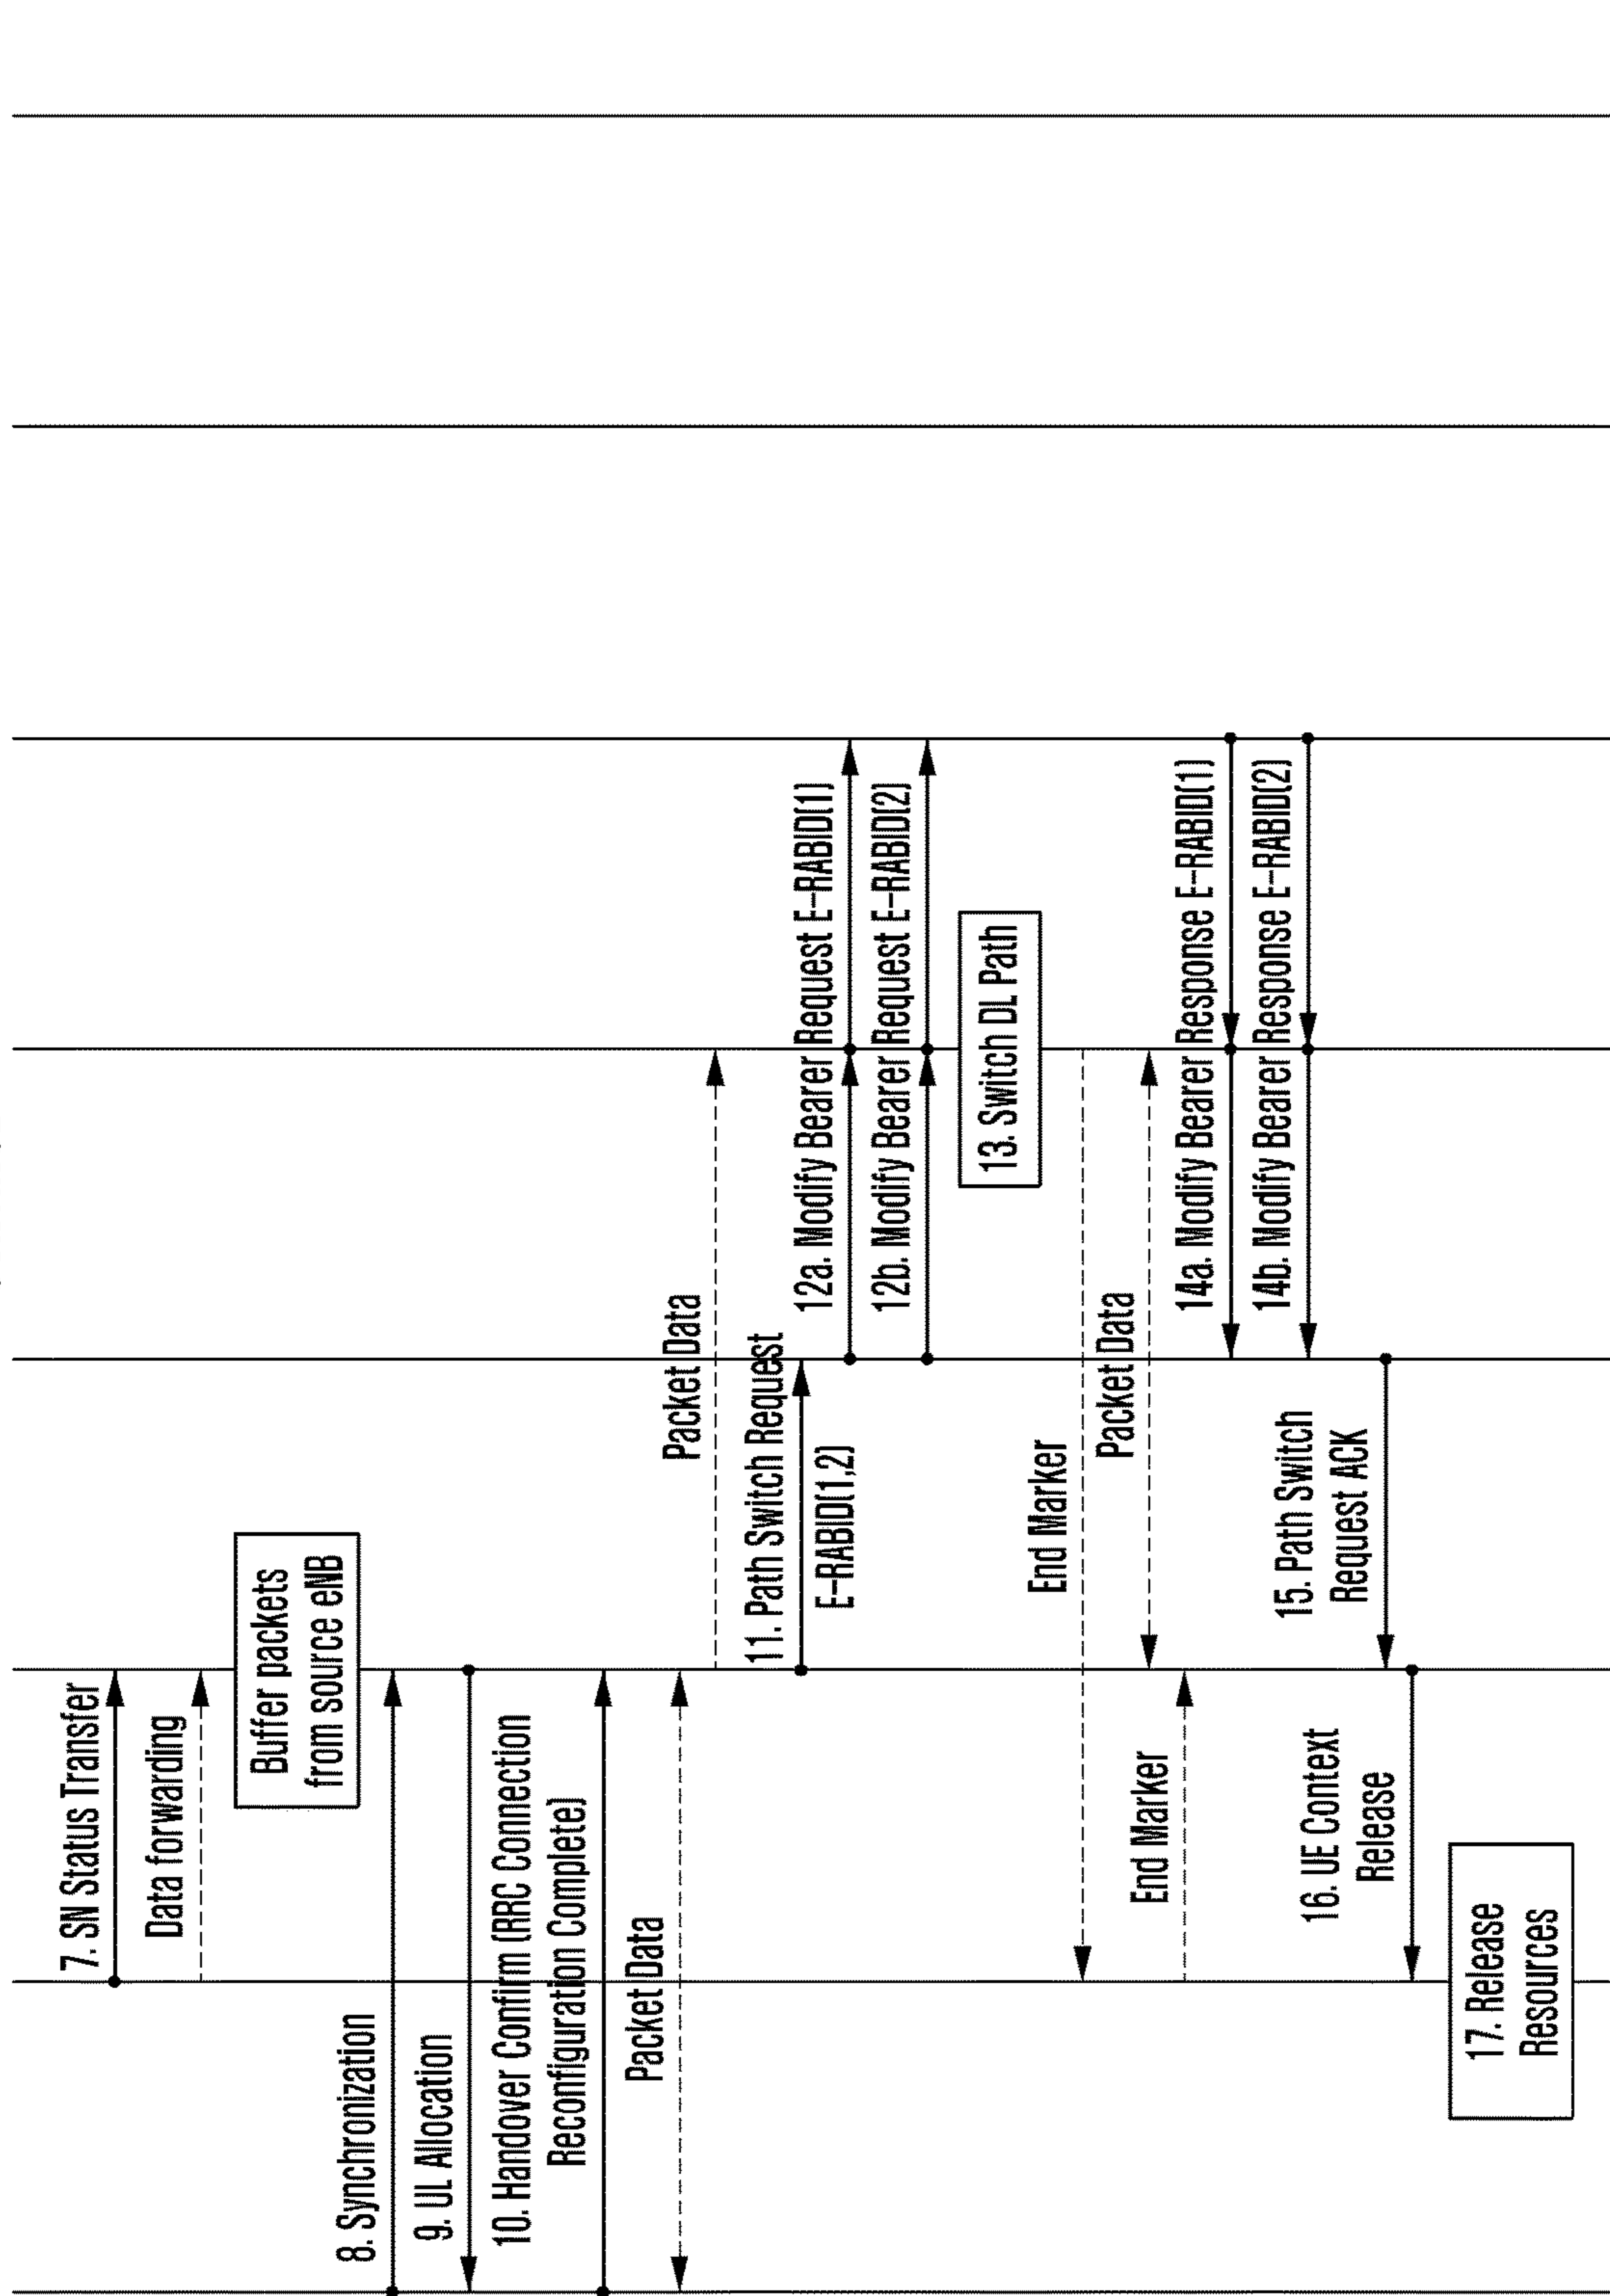 7. SN Status Transfer
Data forwarding
Buffer packets
from source eNB
8. Synchronization
9. UL Allocation
10. Handover Confirm (RRC Connection
Reconfiguration Complete)
Packet Data
Packet Data
11. Path Switch Request
E-RABID(1,2)
12a. Modify Bearer Request E-RABID(1)
12b. Modify Bearer Request E-RABID(2)
13. Switch DL Path
End Marker
Packet Data
End Marker
14a. Modify Bearer Response E-RABID(1)
14b. Modify Bearer Response E-RABID(2)
15. Path Switch
Request ACK
16. UE Context
Release
17. Release
Resources